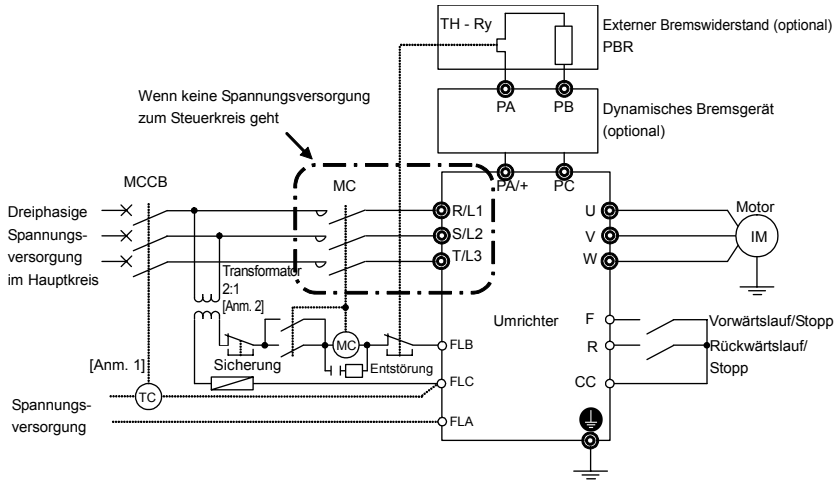 TH - Ry
Externer Bremswiderstand (optional)
PBR
PA
PB
Wenn keine Spannungsversorgung
zum Steuerkreis geht
Dynamisches Bremsgerät
(optional)
MCCB
MC
PA/+
PC
Dreiphasige
Spannungs-
versorgung
im Hauptkreis
R/L1
S/L2
T/L3
U
V
W
Motor
IM
Transformator
2:1
[Anm. 2]
Umrichter
F
Vorwärtslauf/Stopp
R
Rückwärtslauf/
Stopp
MC
FLB
[Anm. 1]
Sicherung
Entstörung
FLC
CC
TC
Spannungs-
versorgung
FLA